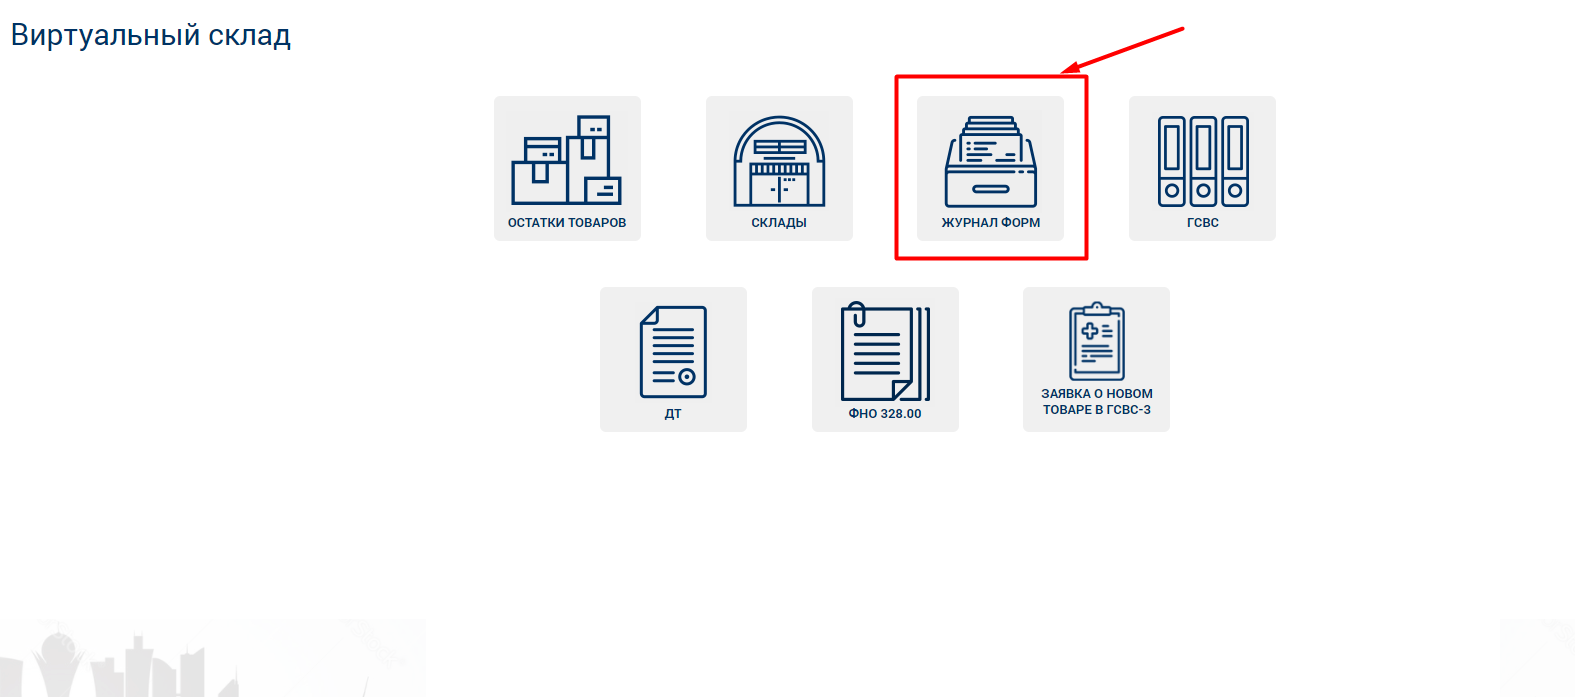 Виртуальный склад
ОСТАТКИ ТОВАРОВ
СКЛАДЫ
ЖУРНАЛ ФОРМ
ГСВС
ДТ
ФНО 328.00
ЗАЯВКА О НОВОМ
ТОВАРЕ В ГСВС-3